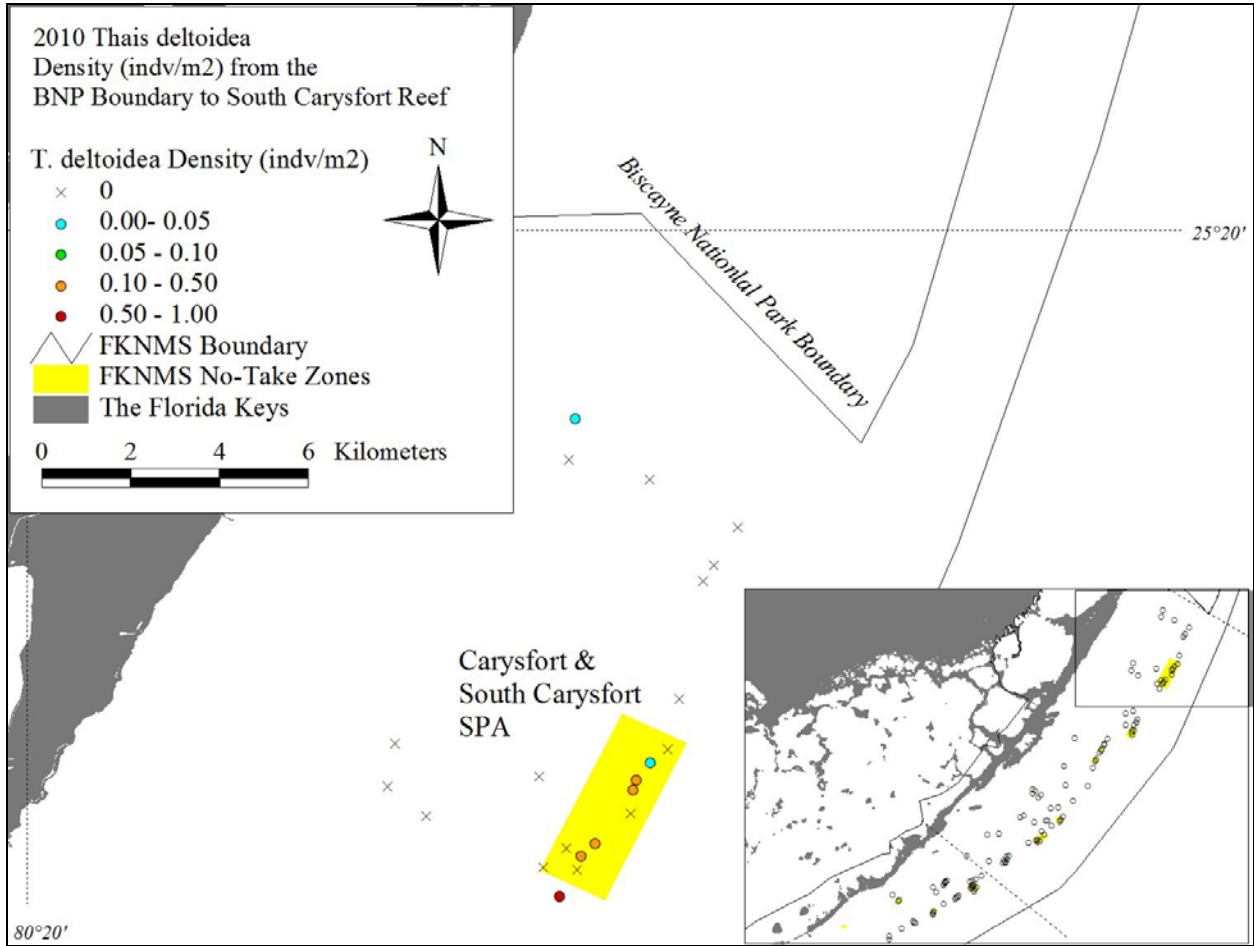 2010 Thais deltoidea
Density (indv/m2) from the
BNP Boundary to South Carysfort Reef
T. deltoidea Density (indv/m2)
0
0.00- 0.05
0.05 - 0.10
0.10 - 0.50
0.50 - 1.00
FKNMS Boundary
FKNMS No-Take Zones
The Florida Keys
0 2 4 6 Kilometers
N
Biscayne Nationlal Park Boundary
25°20'
Carysfort &
South Carysfort
SPA
80°20'